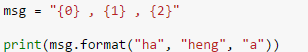 msg = "{0} , {1} , {2}"
print(msg.format("ha", "heng", "a"))